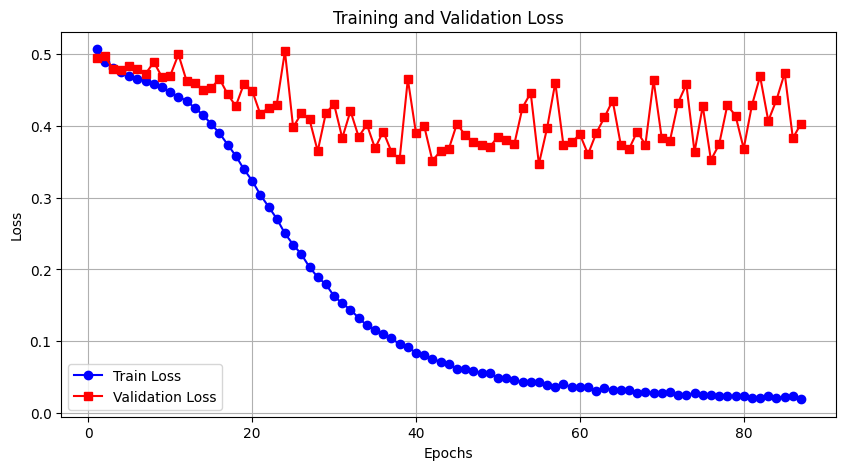 Training and Validation Loss
0.5
0.4
0.3
0.2
0.1
0.0
Loss
Train Loss
Validation Loss
0 20 40 60 80
Epochs